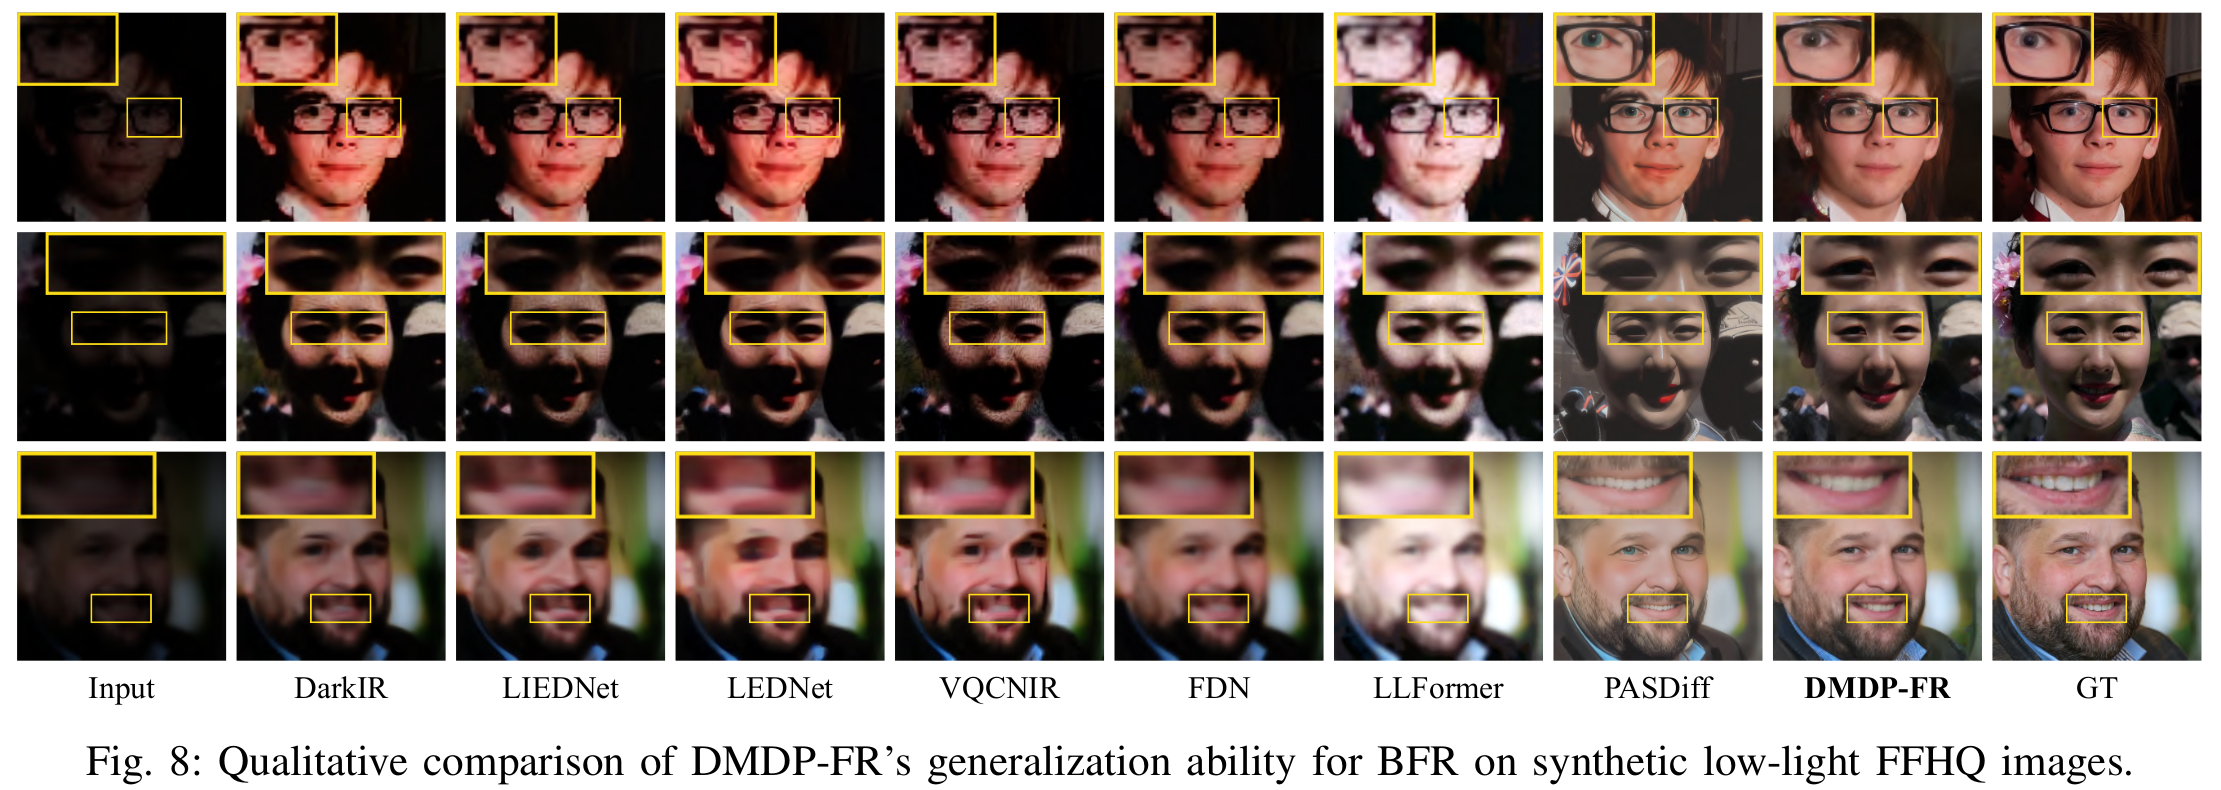 Input DarkIR LIEDNet LEDNet VQCNIR FDN LLFormer PASDiff DMDP-FR GT
Fig. 8: Qualitative comparison of DMDP-FR's generalization ability for BFR on synthetic low-light FFHQ images.